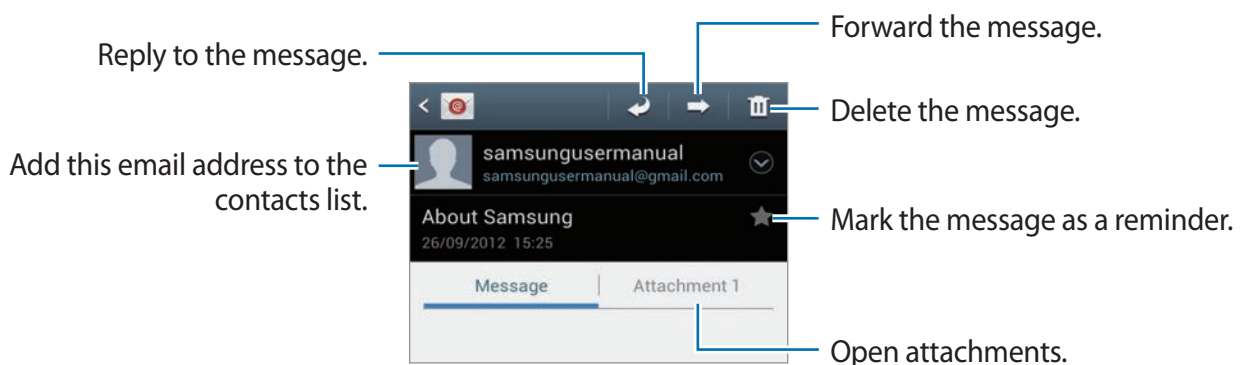 Forward the message.
Reply to the message.
Delete the message.
samsungusermanual
samsungusermanual@gmail.com
Add this email address to the
contacts list.
About Samsung
26/09/2012 15:25
Mark the message as a reminder.
Message
Attachment 1
Open attachments.